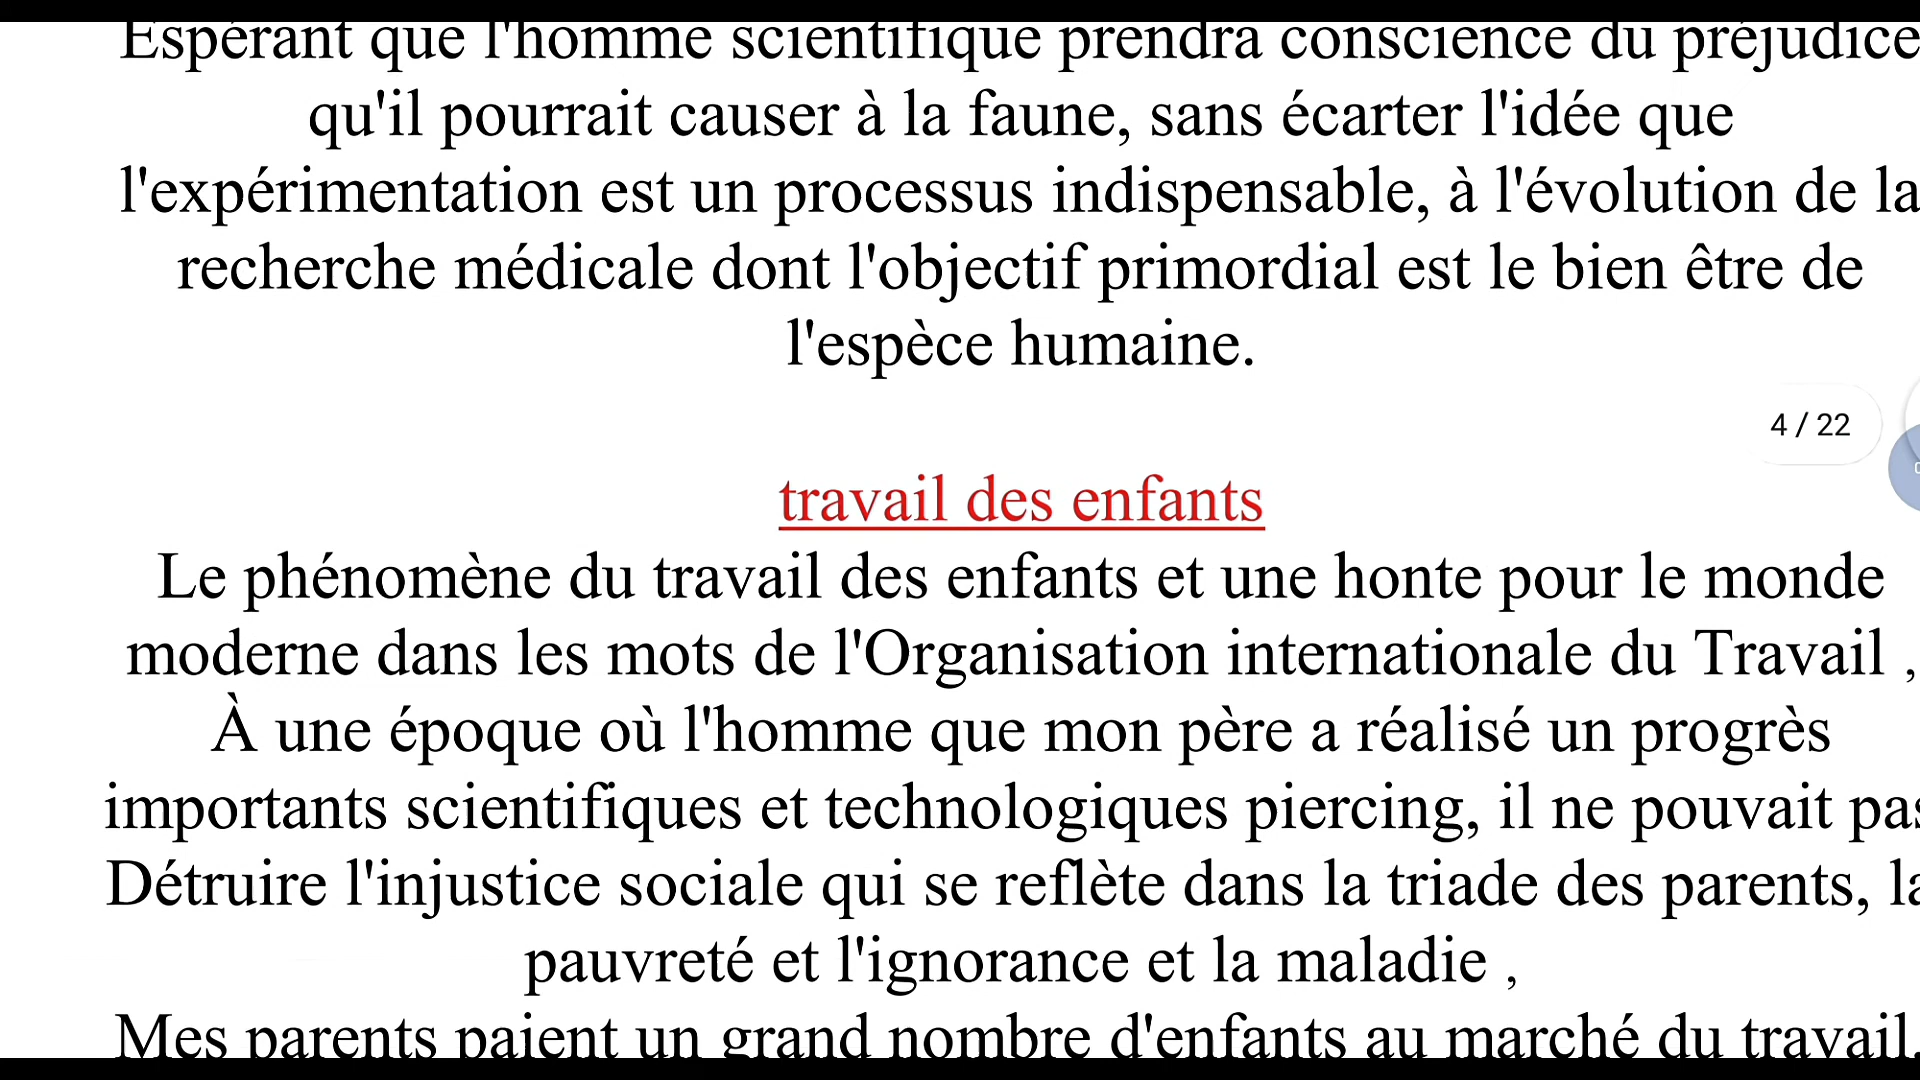 Espérant que l'homme scientifique prendra conscience du préjudice
qu'il pourrait causer à la faune, sans écarter l'idée que
l'expérimentation est un processus indispensable, à l'évolution de la
recherche médicale dont l'objectif primordial est le bien être de
l'espèce humaine.
4 / 22
travail des enfants
Le phénomène du travail des enfants et une honte pour le monde
moderne dans les mots de l'Organisation internationale du Travail ,
À une époque où l'homme que mon père a réalisé un progrès
importants scientifiques et technologiques piercing, il ne pouvait pas
Détruire l'injustice sociale qui se reflète dans la triade des parents, la
pauvreté et l'ignorance et la maladie ,
Mes parents paient un grand nombre d'enfants au marché du travail,